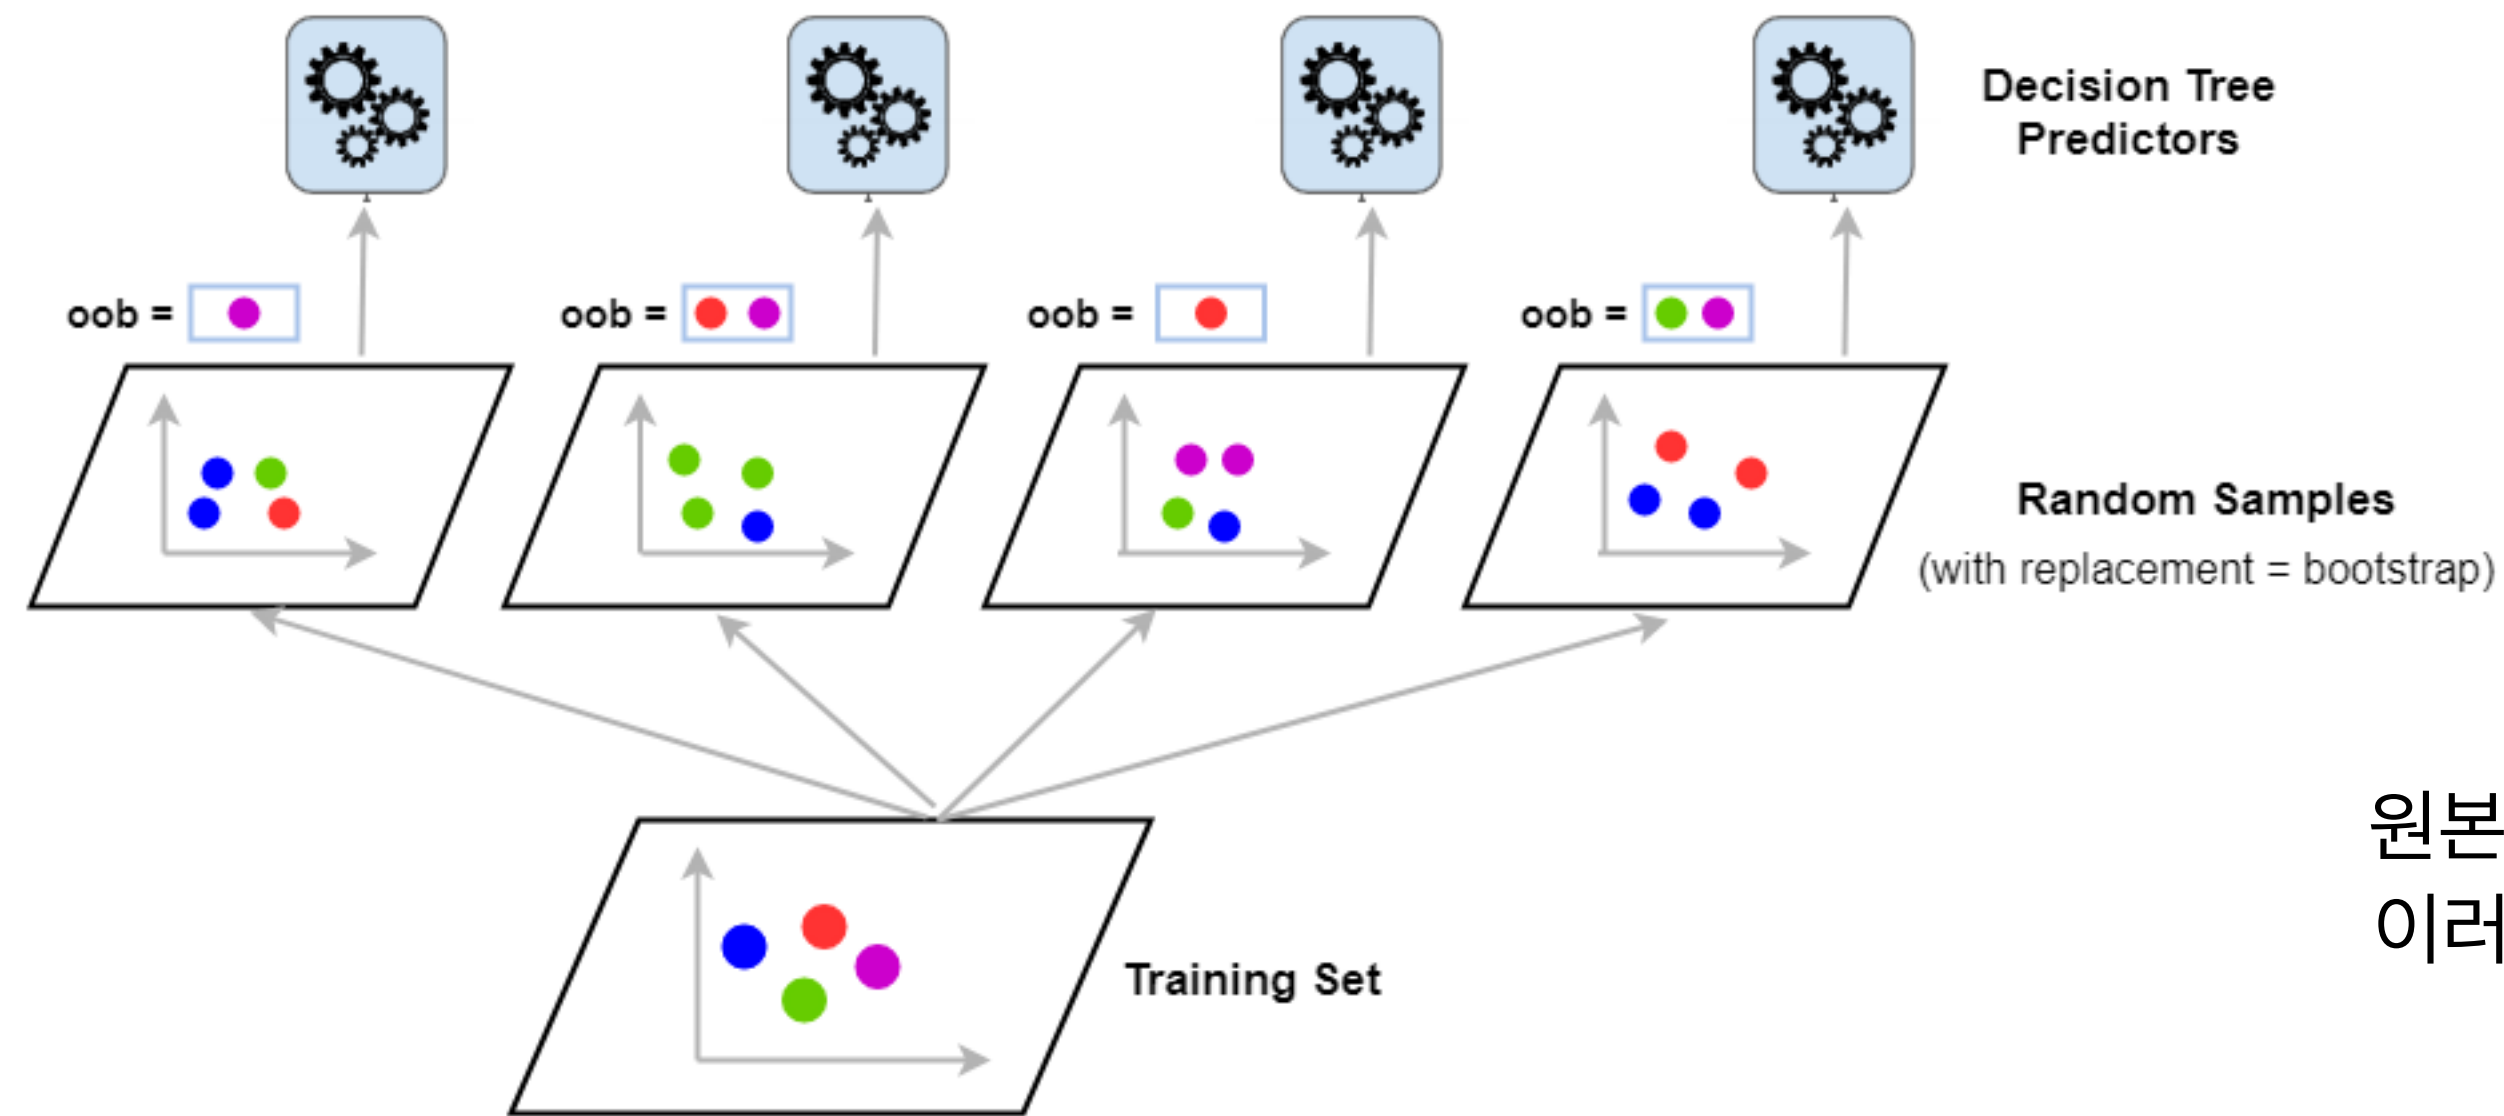 Decision Tree
Predictors
oob =
oob =
oob =
oob =
Random Samples
(with replacement = bootstrap)
원본
이러
Training Set